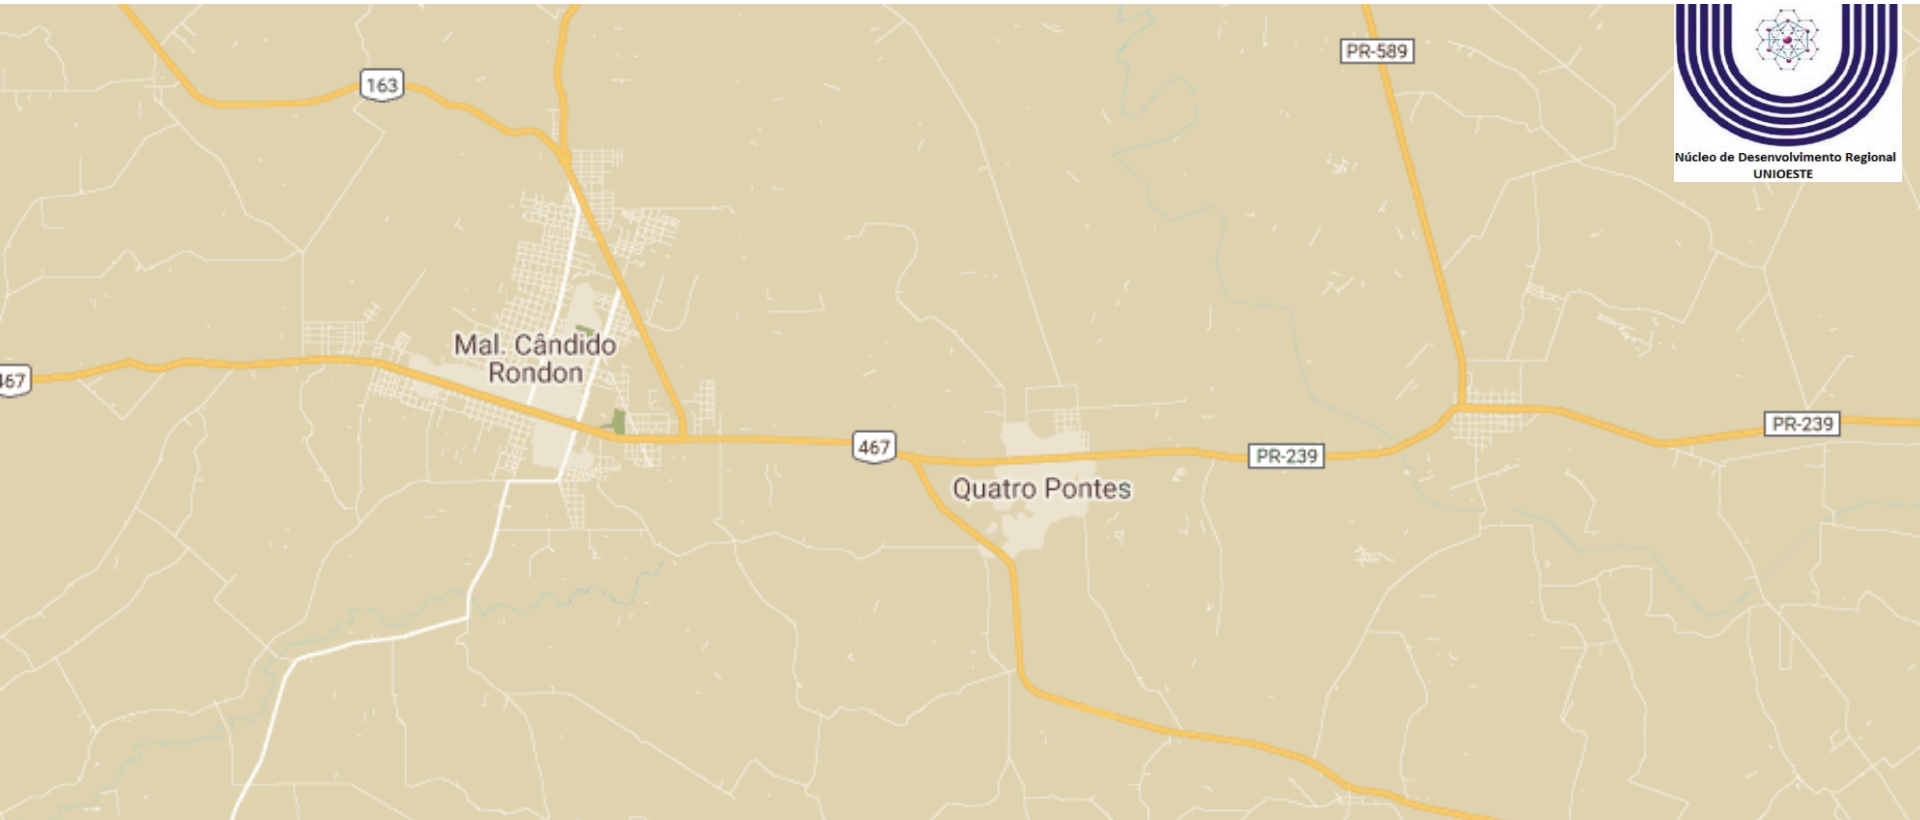 PR-589
163
Núcleo de Desenvolvimento Regional
UNIOESTE
Mal. Cândido
Rondon
467
467
PR-239
PR-239
Quatro Pontes